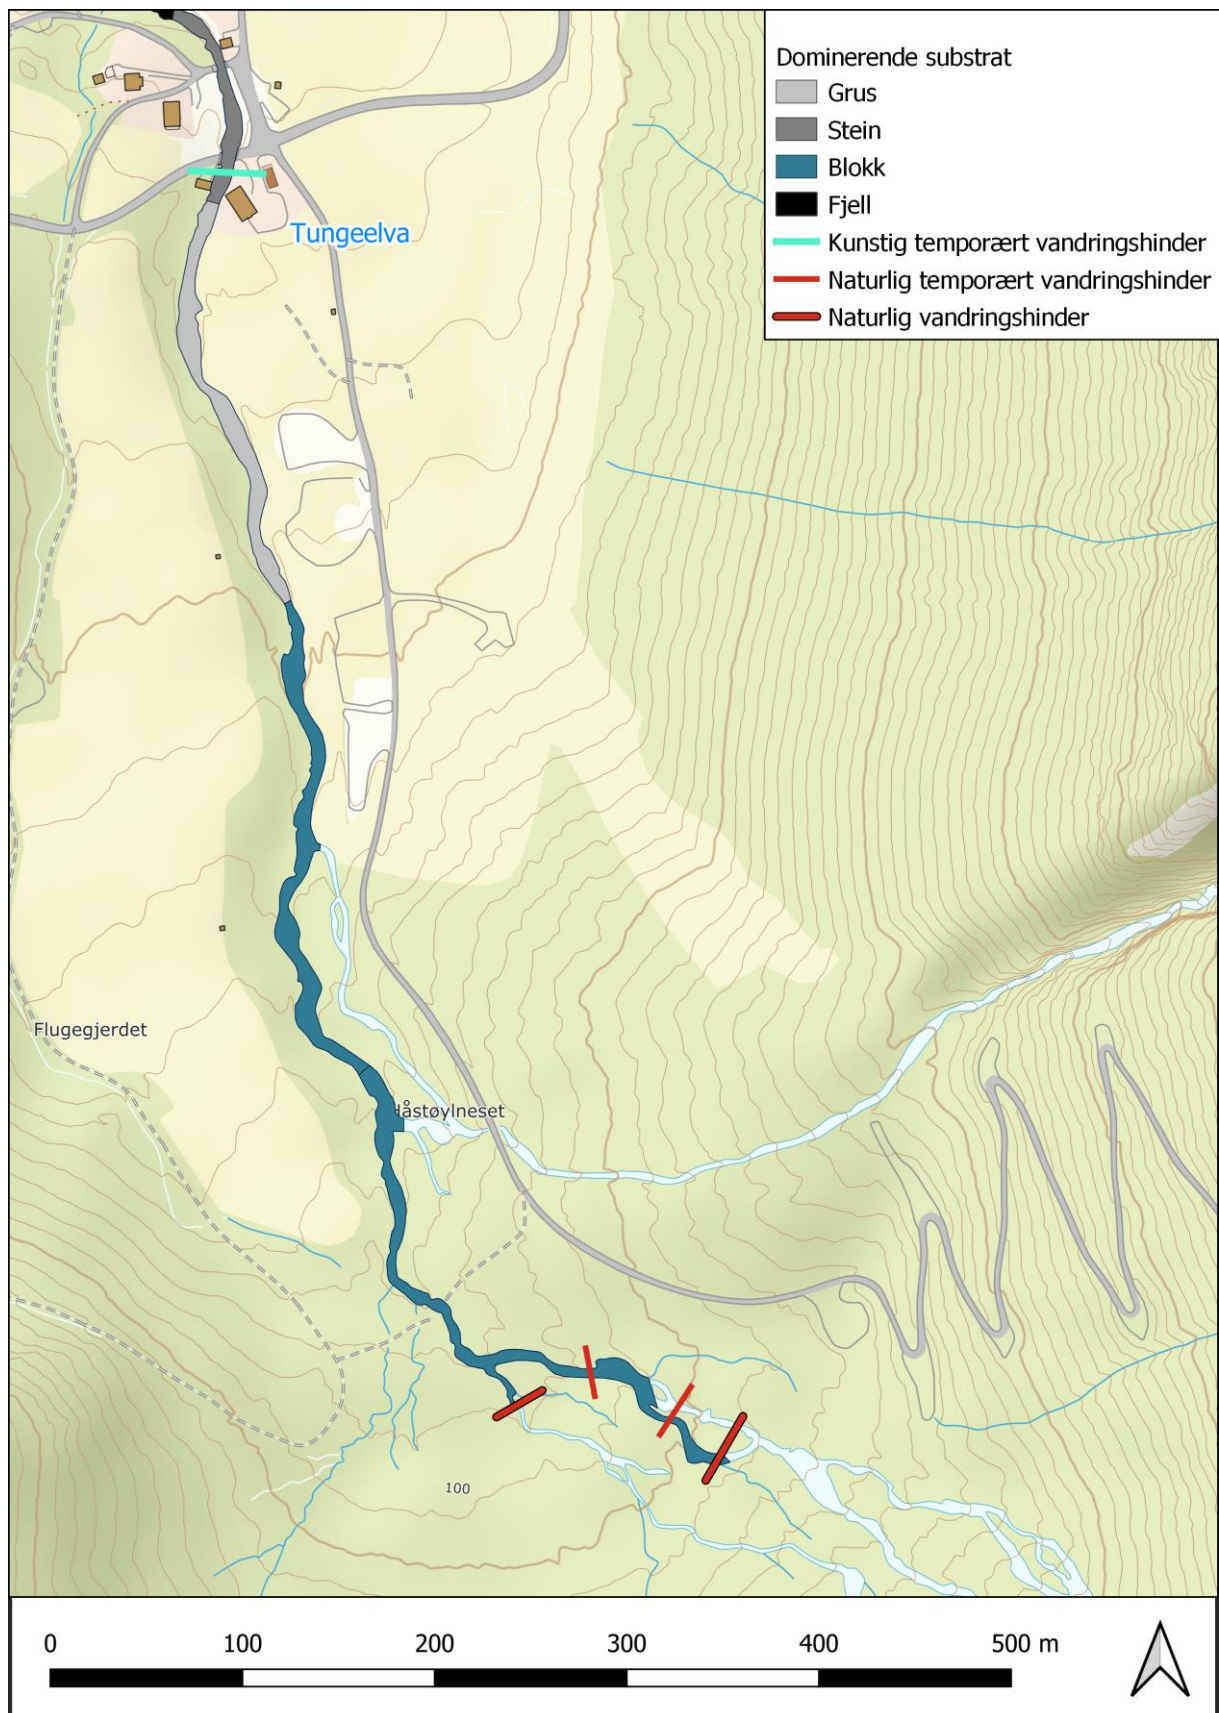 Dominerende substrat
Grus
Stein
Blokk
Fjell
Kunstig temporært vandringshinder
Naturlig temporært vandringshinder
Naturlig vandringshinder
Tungeelva
Flugegjerdet
Håstøylneset
100
0 100 200 300 400 500 m